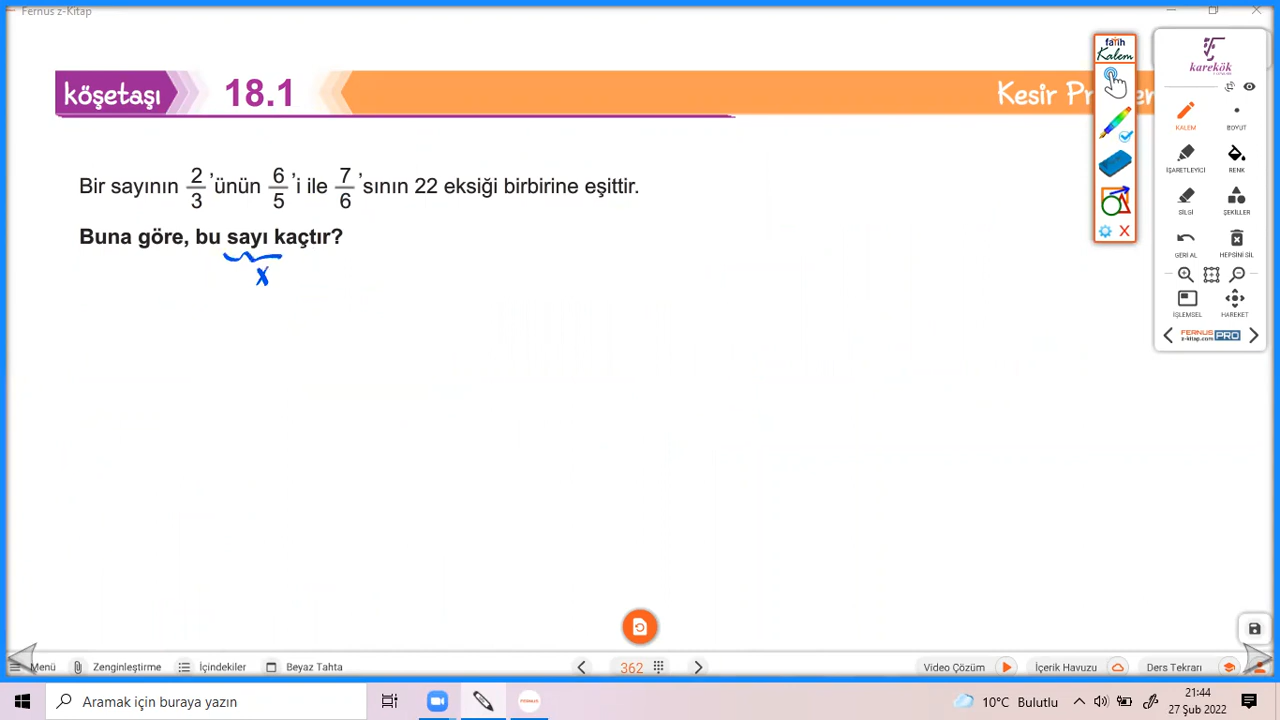 Fernus z-Kitap
köşetaşı 18.1 Kesir Pr
Bir sayının 2/3 'ünün 6/5 'i ile 7/6 'sının 22 eksiği birbirine eşittir.
Buna göre, bu sayı kaçtır?
x
fatih
Kalem
karekök
KALEM BOYUT
İŞARETLEYİCİ RENK
SİLGİ ŞEKİLLER
GERİ AL HEPSİNİ SİL
İŞLEMSEL HAREKET
FERNUS PRO
z-kitap.com
Menü Zenginleştirme İçindekiler Beyaz Tahta 362 Video Çözüm İçerik Havuzu Ders Tekrarı
Aramak için buraya yazın FERNUS 10°C Bulutlu 21:44
27 Şub 2022